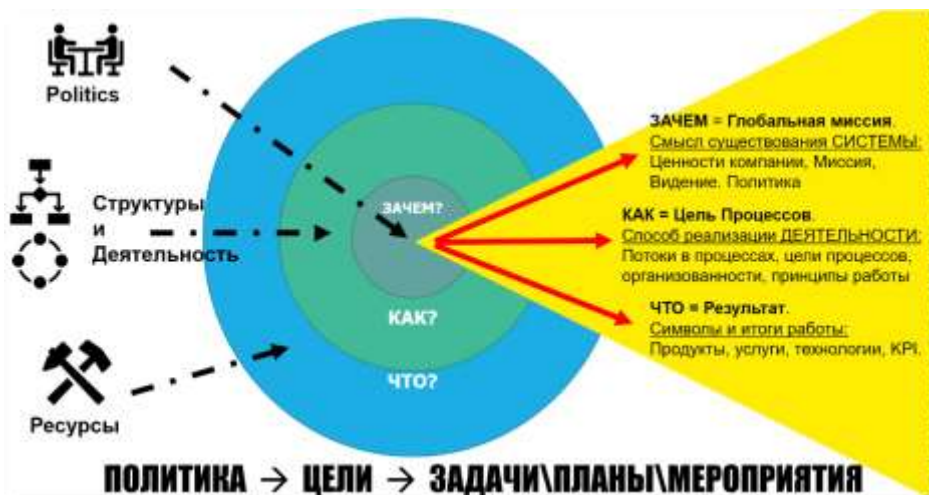 Politics
Структуры
и
Деятельность
Ресурсы
ЗАЧЕМ?
КАК?
ЧТО?
ЗАЧЕМ = Глобальная миссия.
Смысл существования СИСТЕМЫ:
Ценности компании, Миссия,
Видение. Политика
КАК = Цель Процессов.
Способ реализации ДЕЯТЕЛЬНОСТИ:
Потоки в процессах, цели процессов,
организованности, принципы работы
ЧТО = Результат.
Символы и итоги работы:
Продукты, услуги, технологии, KPI.
ПОЛИТИКА → ЦЕЛИ → ЗАДАЧИ\ПЛАНЫ\МЕРОПРИЯТИЯ